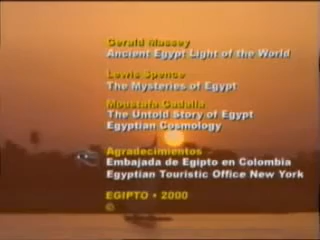 Gerald Massey
Ancient Egypt Light of the World
Lewis Spence
The Mysteries of Egypt
Moustafa Gadalla
The Untold Story of Egypt
Egyptian Cosmology
Agradecimientos
Embajada de Egipto en Colombia
Egyptian Touristic Office New York
EGIPTO • 2000
©